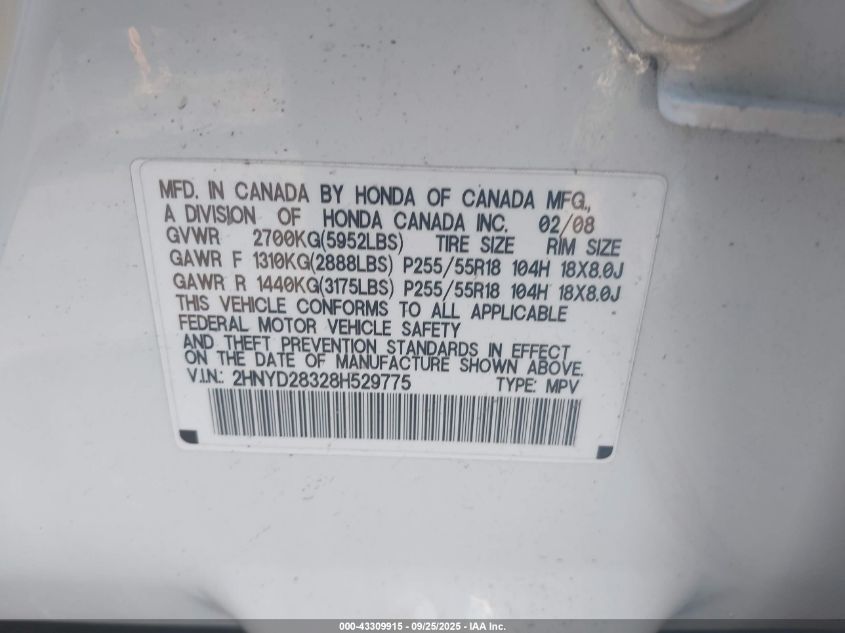 MFD. IN CANADA BY HONDA OF CANADA MFG.,
A DIVISION OF HONDA CANADA INC. 02/08
GVWR 2700KG(5952LBS) TIRE SIZE RIM SIZE
GAWR F 1310KG(2888LBS) P255/55R18 104H 18X8.0J
GAWR R 1440KG(3175LBS) P255/55R18 104H 18X8.0J
THIS VEHICLE CONFORMS TO ALL APPLICABLE
FEDERAL MOTOR VEHICLE SAFETY
AND THEFT PREVENTION STANDARDS IN EFFECT
ON THE DATE OF MANUFACTURE SHOWN ABOVE.
V.I.N.: 2HNYD28328H529775 TYPE: MPV
000-43309915 - 09/25/2025 - IAA Inc.